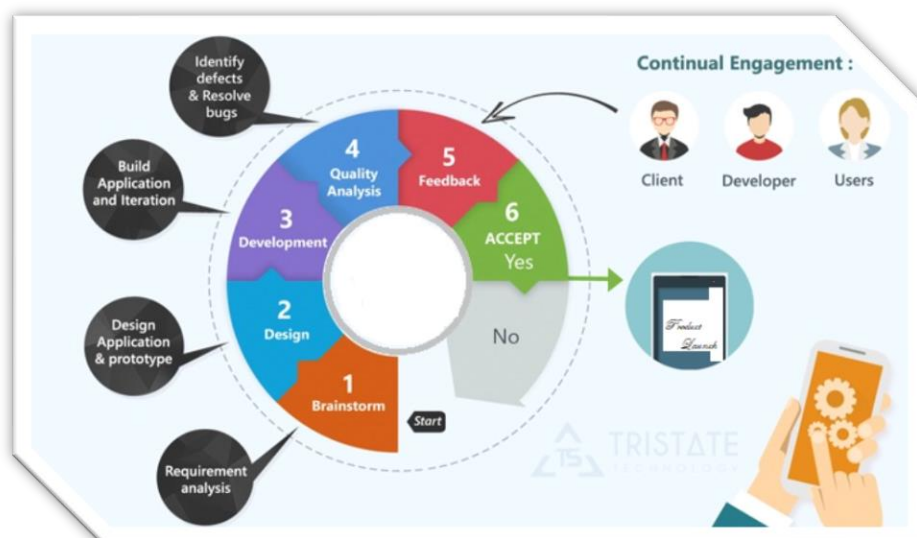 Identify
defects
& Resolve
bugs
Continual Engagement :
Client
Developer
Users
Build
Application
and Iteration
4
Quality
Analysis
5
Feedback
3
Development
6
ACCEPT
Yes
2
Design
No
Product
Launch
Design
Application
& prototype
1
Brainstorm
Start
Requirement
analysis
TS
TRISTATE
TECHNOLOGY